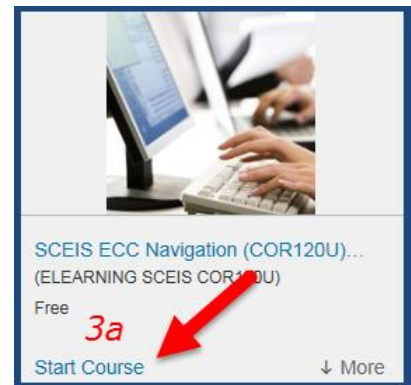 SCEIS ECC Navigation (COR120U)...
(ELEARNING SCEIS COR120U)
Free
3a
Start Course ↓ More